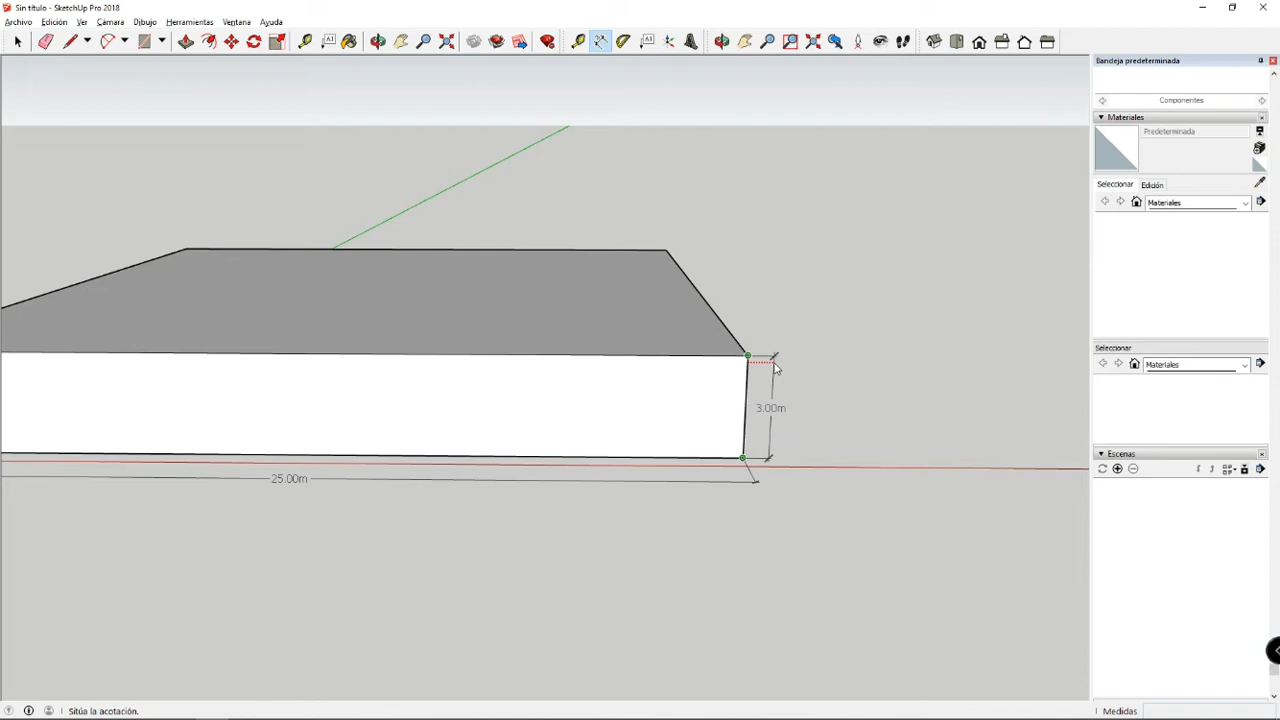 Sin título - SketchUp Pro 2018
Archivo Edición Ver Cámara Dibujo Herramientas Ventana Ayuda
Bandeja predeterminada
Componentes
Materiales
Predeterminada
Seleccionar Edición
Materiales
Seleccionar
Materiales
3.00m
Escenas
25.00m
Sitúa la acotación.
Medidas